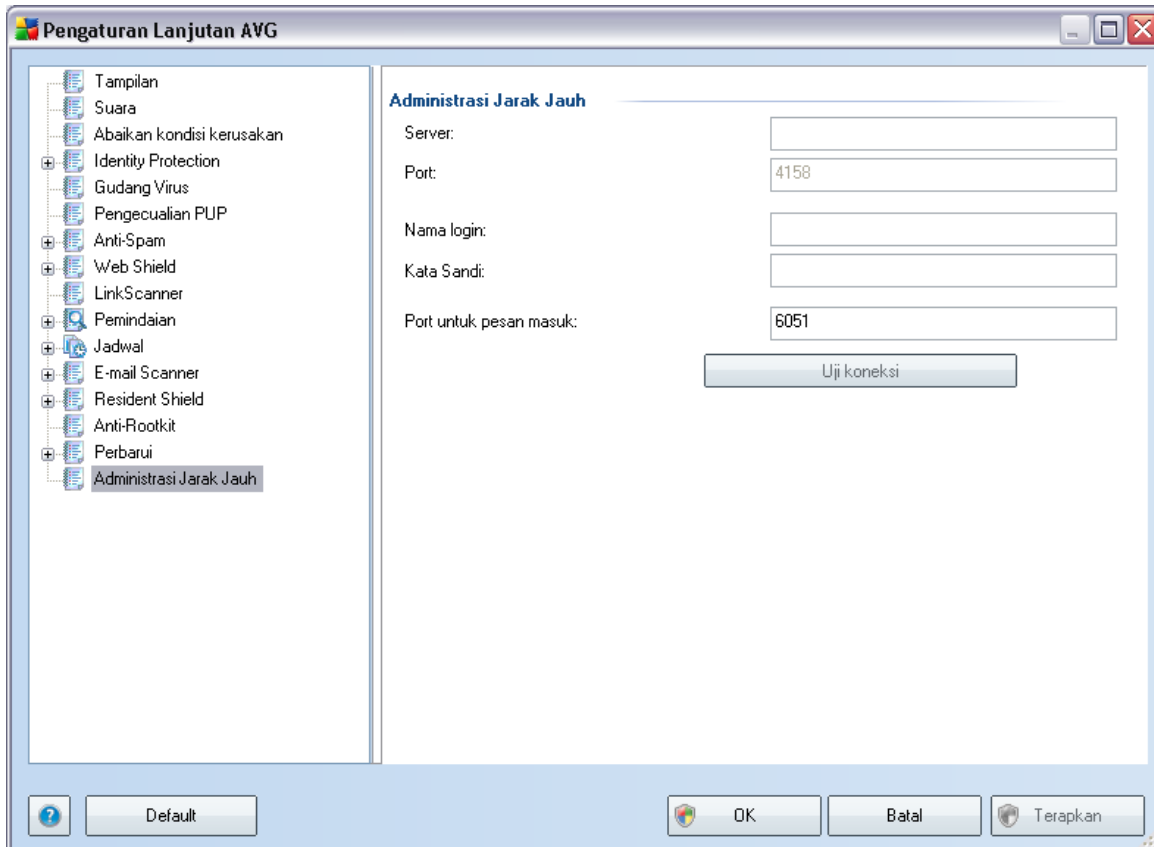 Pengaturan Lanjutan AVG
Tampilan
Suara
Abaikan kondisi kerusakan
Identity Protection
Gudang Virus
Pengecualian PUP
Anti-Spam
Web Shield
LinkScanner
Pemindaian
Jadwal
E-mail Scanner
Resident Shield
Anti-Rootkit
Perbarui
Administrasi Jarak Jauh
Administrasi Jarak Jauh
Server:
Port: 4158
Nama login:
Kata Sandi:
Port untuk pesan masuk: 6051
Uji koneksi
? Default OK Batal Terapkan